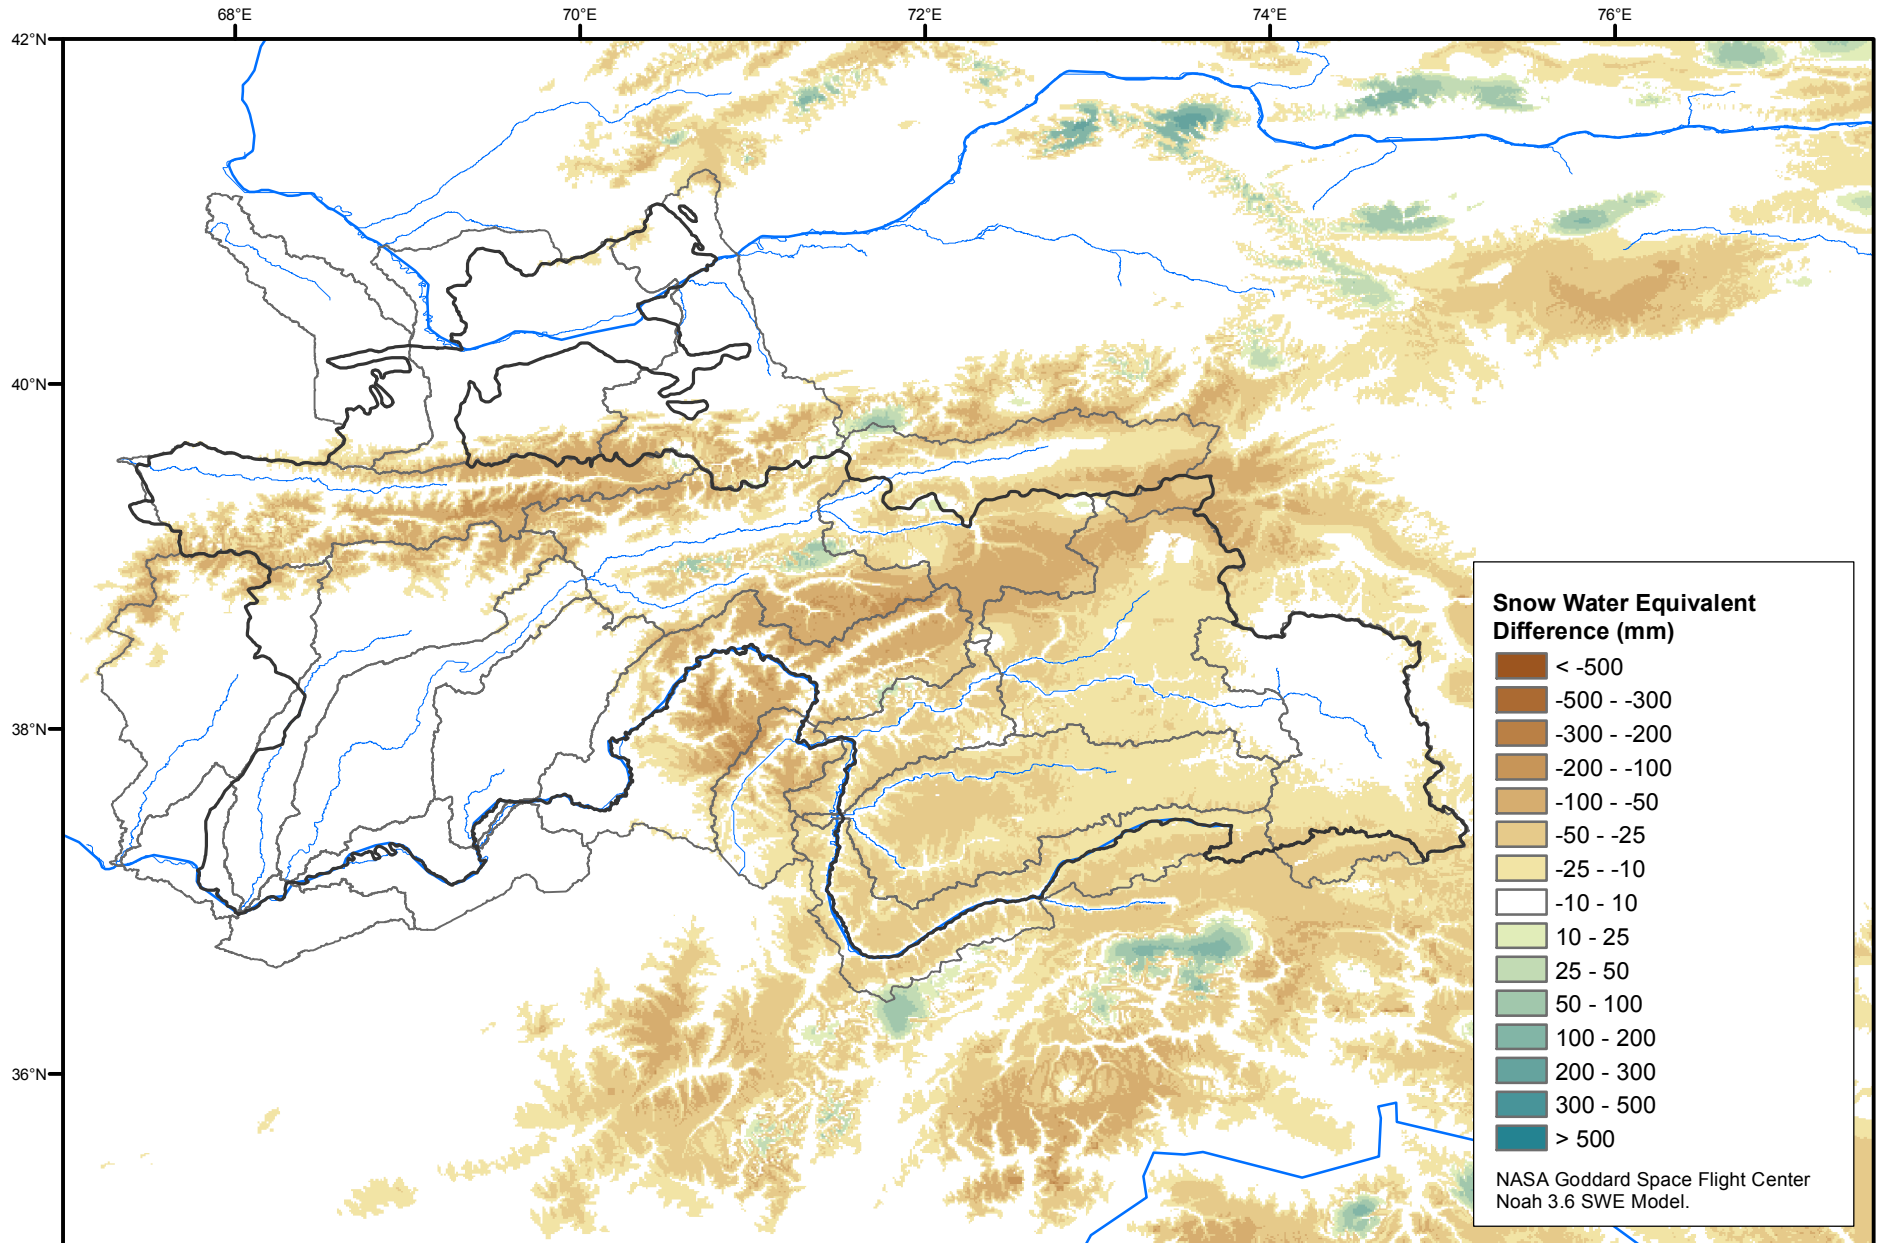 68°E
70°E
72°E
74°E
76°E
42°N
40°N
38°N
36°N
Snow Water Equivalent
Difference (mm)
< -500
-500 - -300
-300 - -200
-200 - -100
-100 - -50
-50 - -25
-25 - -10
-10 - 10
10 - 25
25 - 50
50 - 100
100 - 200
200 - 300
300 - 500
> 500
NASA Goddard Space Flight Center
Noah 3.6 SWE Model.